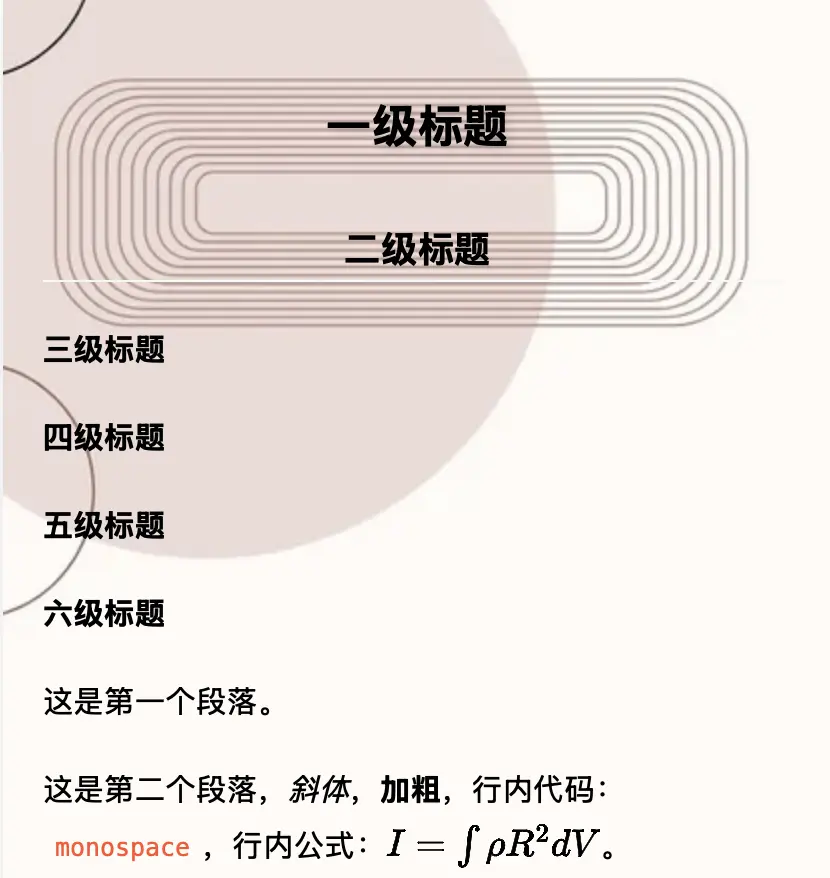 一级标题
二级标题
三级标题
四级标题
五级标题
六级标题
这是第一个段落。
这是第二个段落，斜体，加粗，行内代码：
monospace ，行内公式：I = ∫ρR²dV。